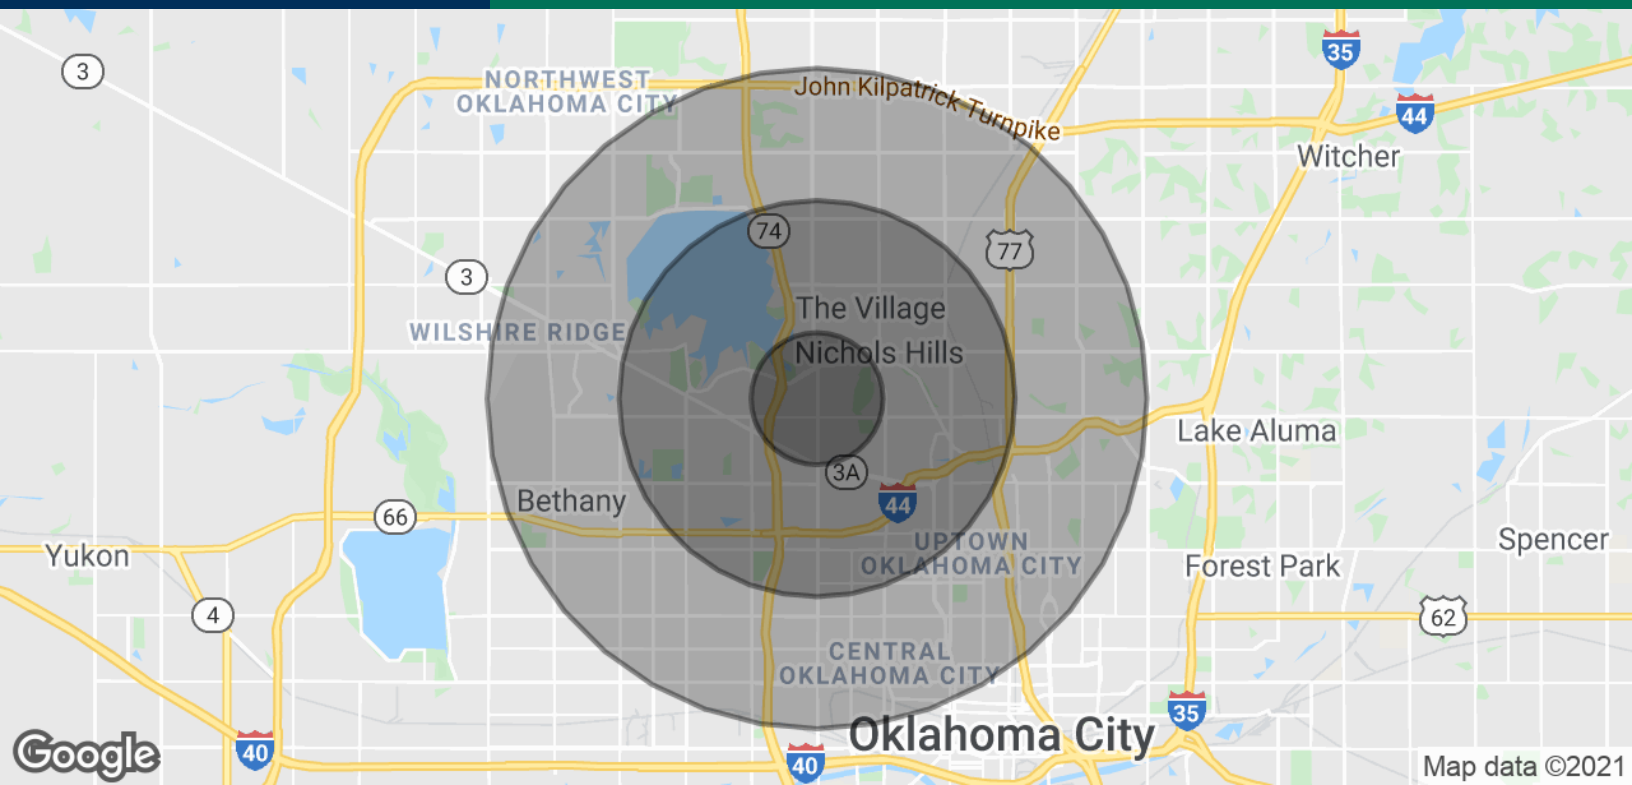 3
NORTHWEST
OKLAHOMA CITY
John Kilpatrick Turnpike
35
44
Witcher
74
77
3
The Village
WILSHIRE RIDGE
Nichols Hills
Lake Aluma
3A
Bethany
44
66
UPTOWN
OKLAHOMA CITY
Spencer
Yukon
Forest Park
4
62
CENTRAL
OKLAHOMA CITY
35
Oklahoma City
Google
40
40
Map data ©2021